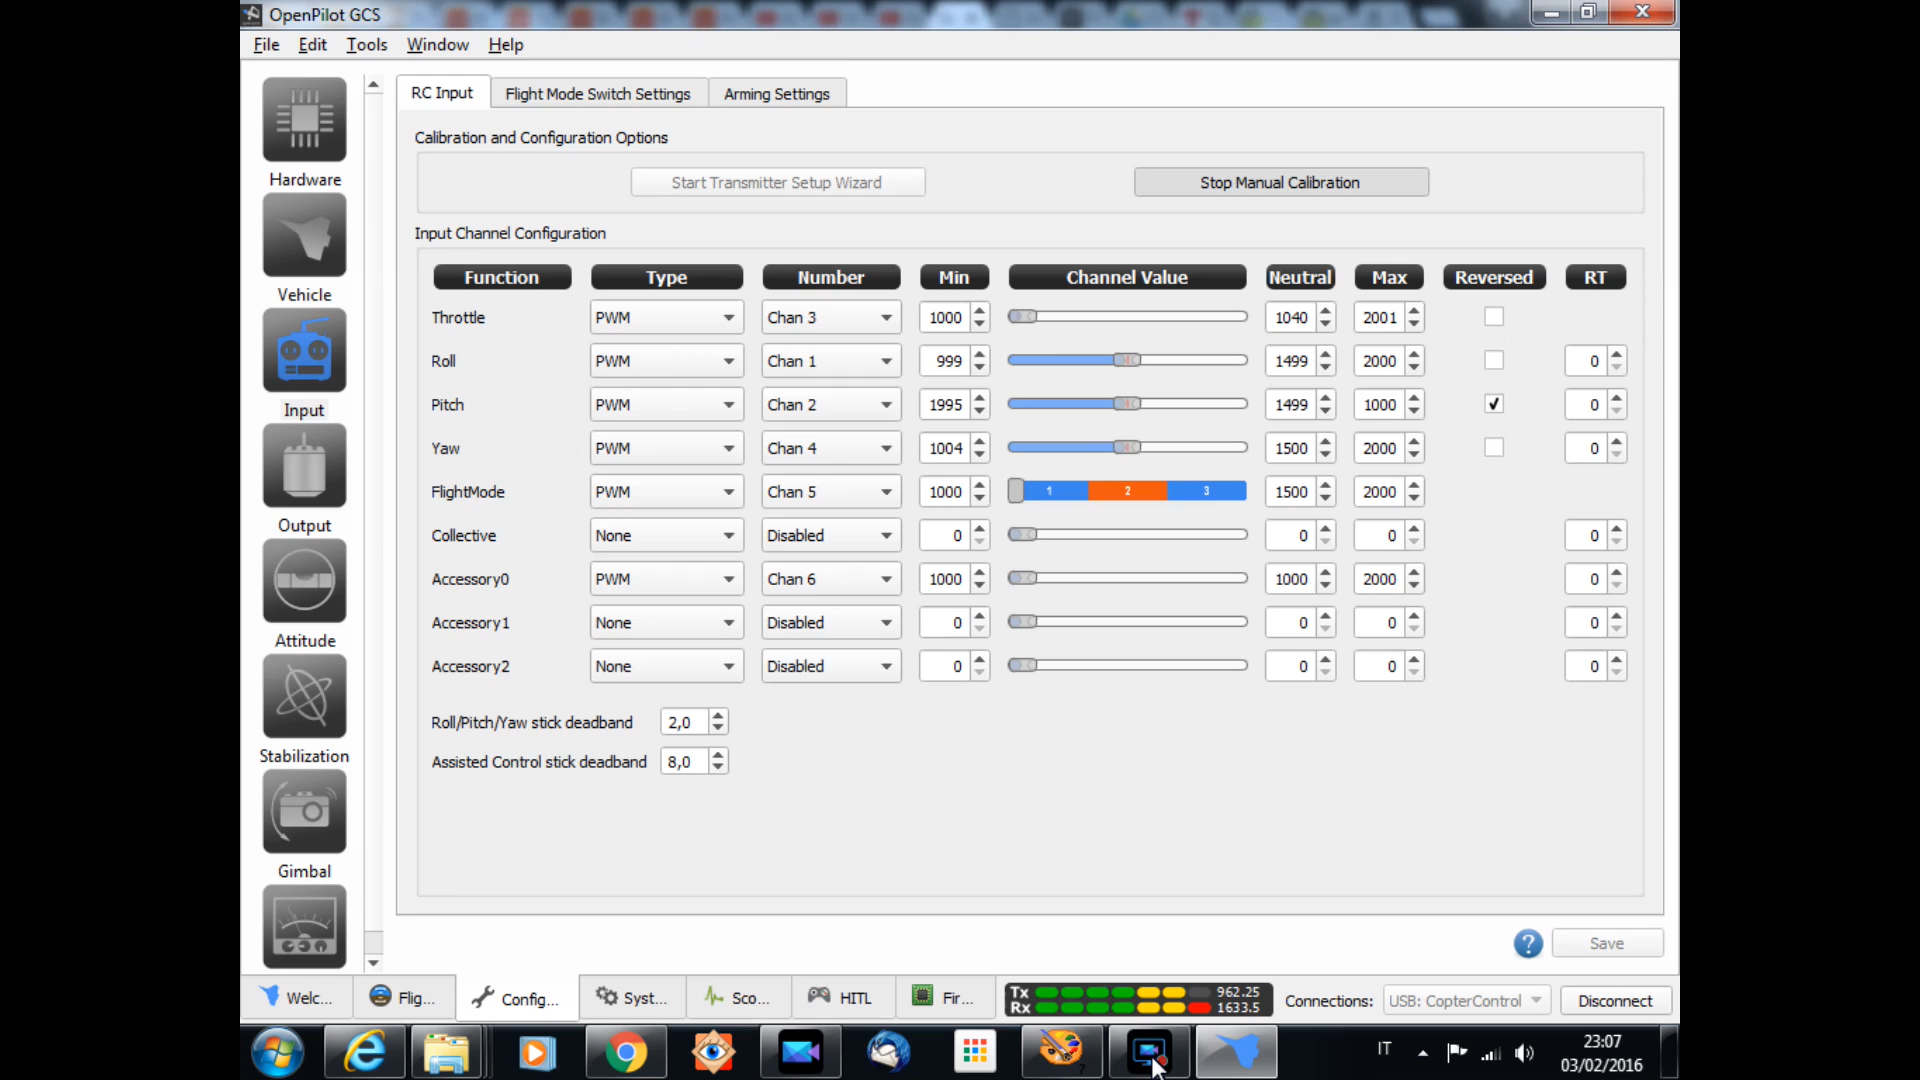 OpenPilot GCS
File Edit Tools Window Help
RC Input Flight Mode Switch Settings Arming Settings
Calibration and Configuration Options
Start Transmitter Setup Wizard Stop Manual Calibration
Input Channel Configuration
Function Type Number Min Channel Value Neutral Max Reversed RT
Throttle PWM Chan 3 1000 1040 2001
Roll PWM Chan 1 999 1499 2000 0
Pitch PWM Chan 2 1995 1499 1000 0
Yaw PWM Chan 4 1004 1500 2000 0
FlightMode PWM Chan 5 1000 1 2 3 1500 2000
Collective None Disabled 0 0 0 0
Accessory0 PWM Chan 6 1000 1000 2000 0
Accessory1 None Disabled 0 0 0 0
Accessory2 None Disabled 0 0 0 0
Roll/Pitch/Yaw stick deadband 2,0
Assisted Control stick deadband 8,0
Hardware
Vehicle
Input
Output
Attitude
Stabilization
Gimbal
? Save
Welc... Flig... Config... Syst... Sco... HITL Fir... Tx 962.25
Rx 1633.5
Connections: USB: CopterControl Disconnect
IT 23:07
03/02/2016